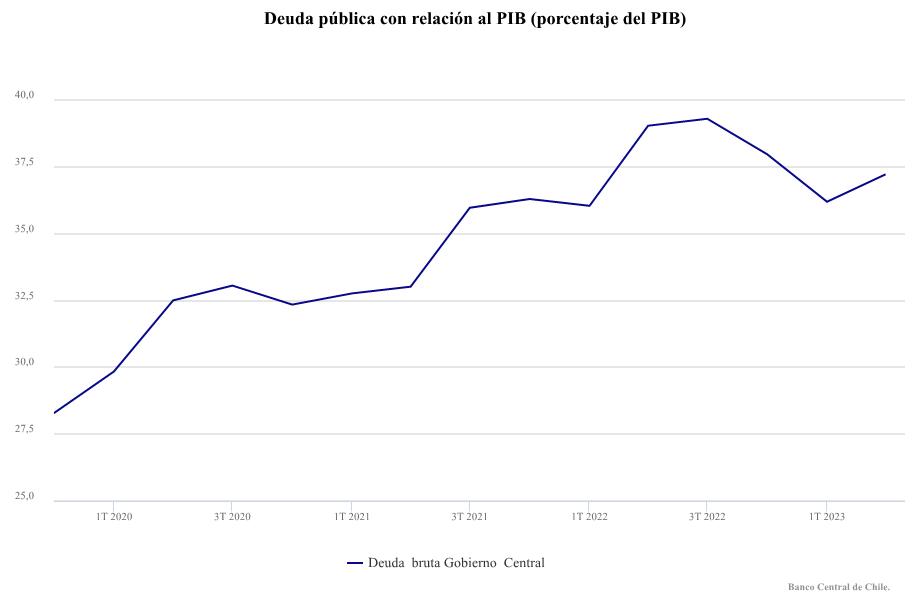 Deuda pública con relación al PIB (porcentaje del PIB)
40,0
37,5
35,0
32,5
30,0
27,5
25,0
1T 2020 3T 2020 1T 2021 3T 2021 1T 2022 3T 2022 1T 2023
Deuda bruta Gobierno Central
Banco Central de Chile.